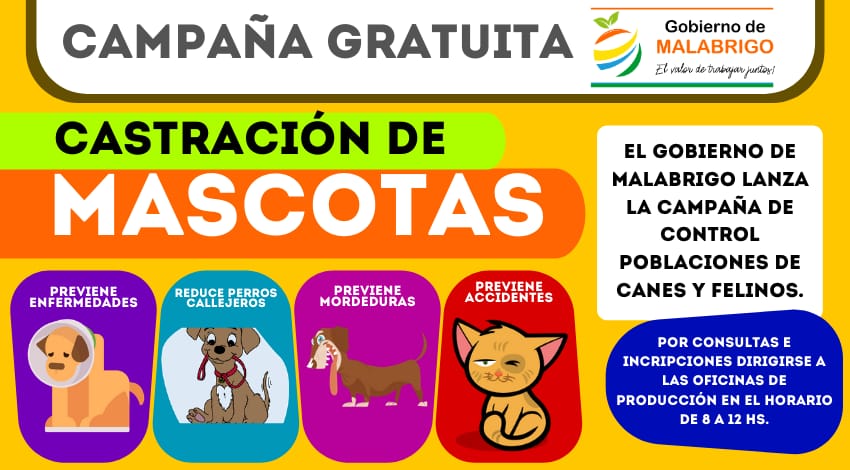 CAMPAÑA GRATUITA
Gobierno de
MALABRIGO
El valor de trabajar juntos!
CASTRACIÓN DE
MASCOTAS
EL GOBIERNO DE
MALABRIGO LANZA
LA CAMPAÑA DE
CONTROL
POBLACIONES DE
CANES Y FELINOS.
PREVIENE
ENFERMEDADES
REDUCE PERROS
CALLEJEROS
PREVIENE
MORDEDURAS
PREVIENE
ACCIDENTES
POR CONSULTAS E
INCRIPCIONES DIRIGIRSE A
LAS OFICINAS DE
PRODUCCIÓN EN EL HORARIO
DE 8 A 12 HS.